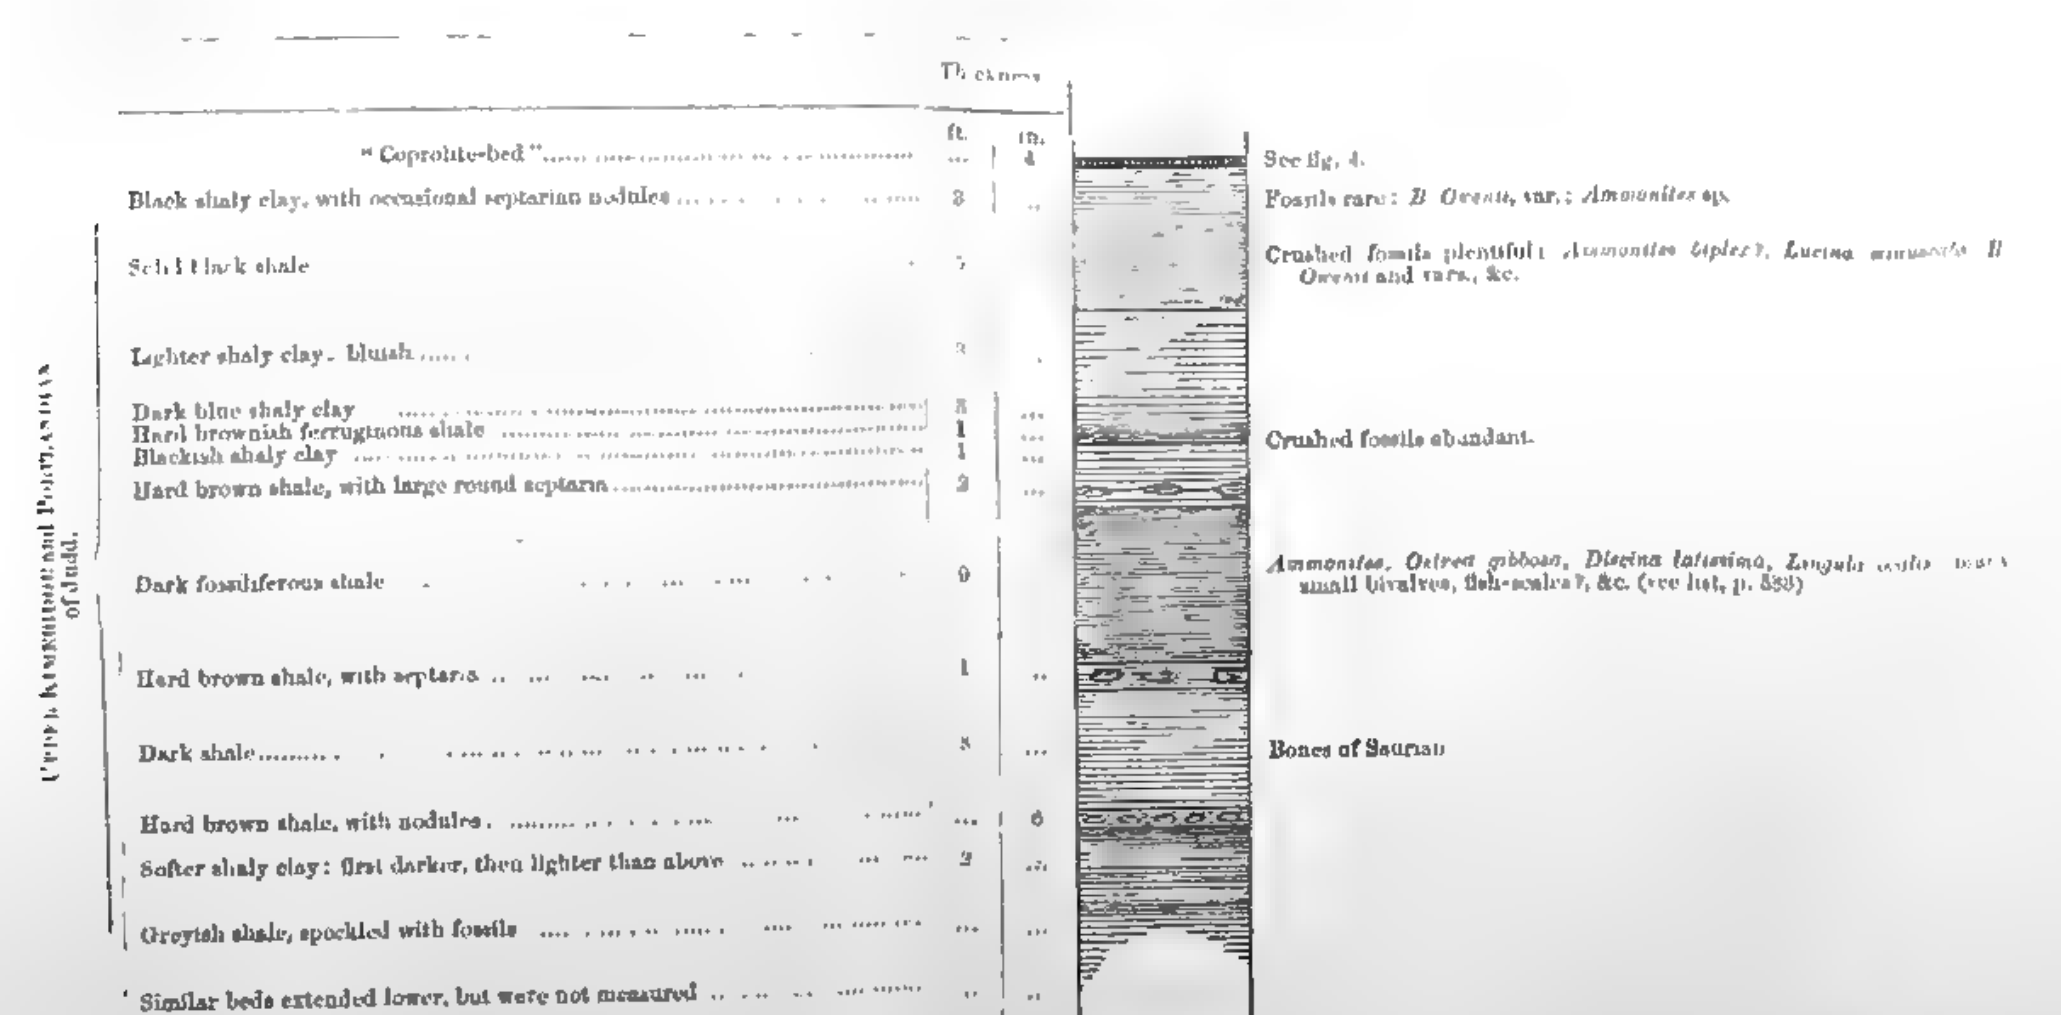 Thickness
ft. in.
"Coprolite-bed" ... 4 See fig. 4.
Black shaly clay, with occasional septarian nodules 3 ... Fossils rare: B Owenii, var.; Ammonites sp.
black shale Crushed fossils plentiful: Ammonites biplex?, Lucina
Owenii and vars., &c.
Lighter shaly clay, bluish
Dark blue shaly clay
Hard brownish ferruginous shale 1 ... Crushed fossils abundant.
Blackish shaly clay 1 ...
Hard brown shale, with large round septaria ...
Dark fossiliferous shale 9 Ammonites, Ostrea gibbosa, Discina latissima, Lingula
small bivalves, fish-scales?, &c. (see list, p.
Hard brown shale, with septaria 1 ...
Dark shale ... Bones of Saurian
Hard brown shale, with nodules. ... 6
Softer shaly clay: first darker, then lighter than above 2 ...
Greyish shale, speckled with fossils ... ...
Similar beds extended lower, but were not measured
UPPER KIMMERIDGE and PORTLANDIAN
of Judd.